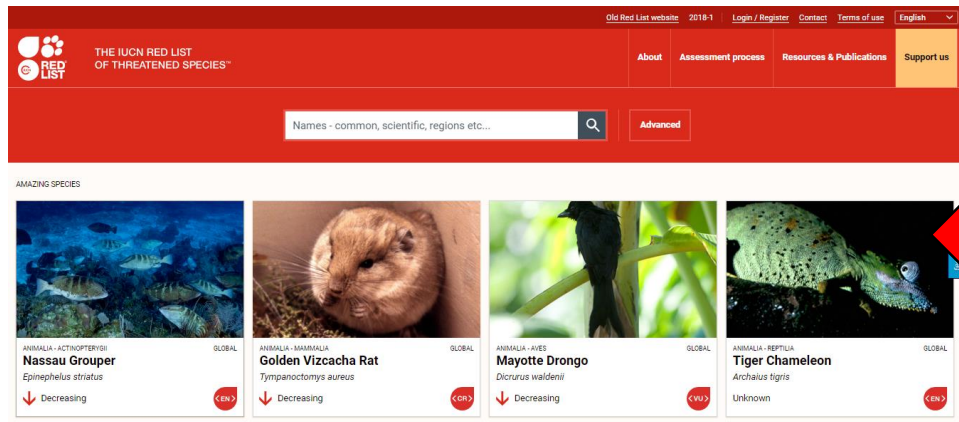 Old Red List website 2018-1 Login / Register Contact Terms of use English
RED LIST
THE IUCN RED LIST
OF THREATENED SPECIES™
About Assessment process Resources & Publications Support us
Names - common, scientific, regions etc...
Advanced
AMAZING SPECIES
ANIMALIA - ACTINOPTERYGII GLOBAL
Nassau Grouper
Epinephelus striatus
Decreasing <EN>
ANIMALIA - MAMMALIA GLOBAL
Golden Vizcacha Rat
Tympanoctomys aureus
Decreasing <CR>
ANIMALIA - AVES GLOBAL
Mayotte Drongo
Dicrurus waldenii
Decreasing <VU>
ANIMALIA - REPTILIA GLOBAL
Tiger Chameleon
Archaius tigris
Unknown <EN>